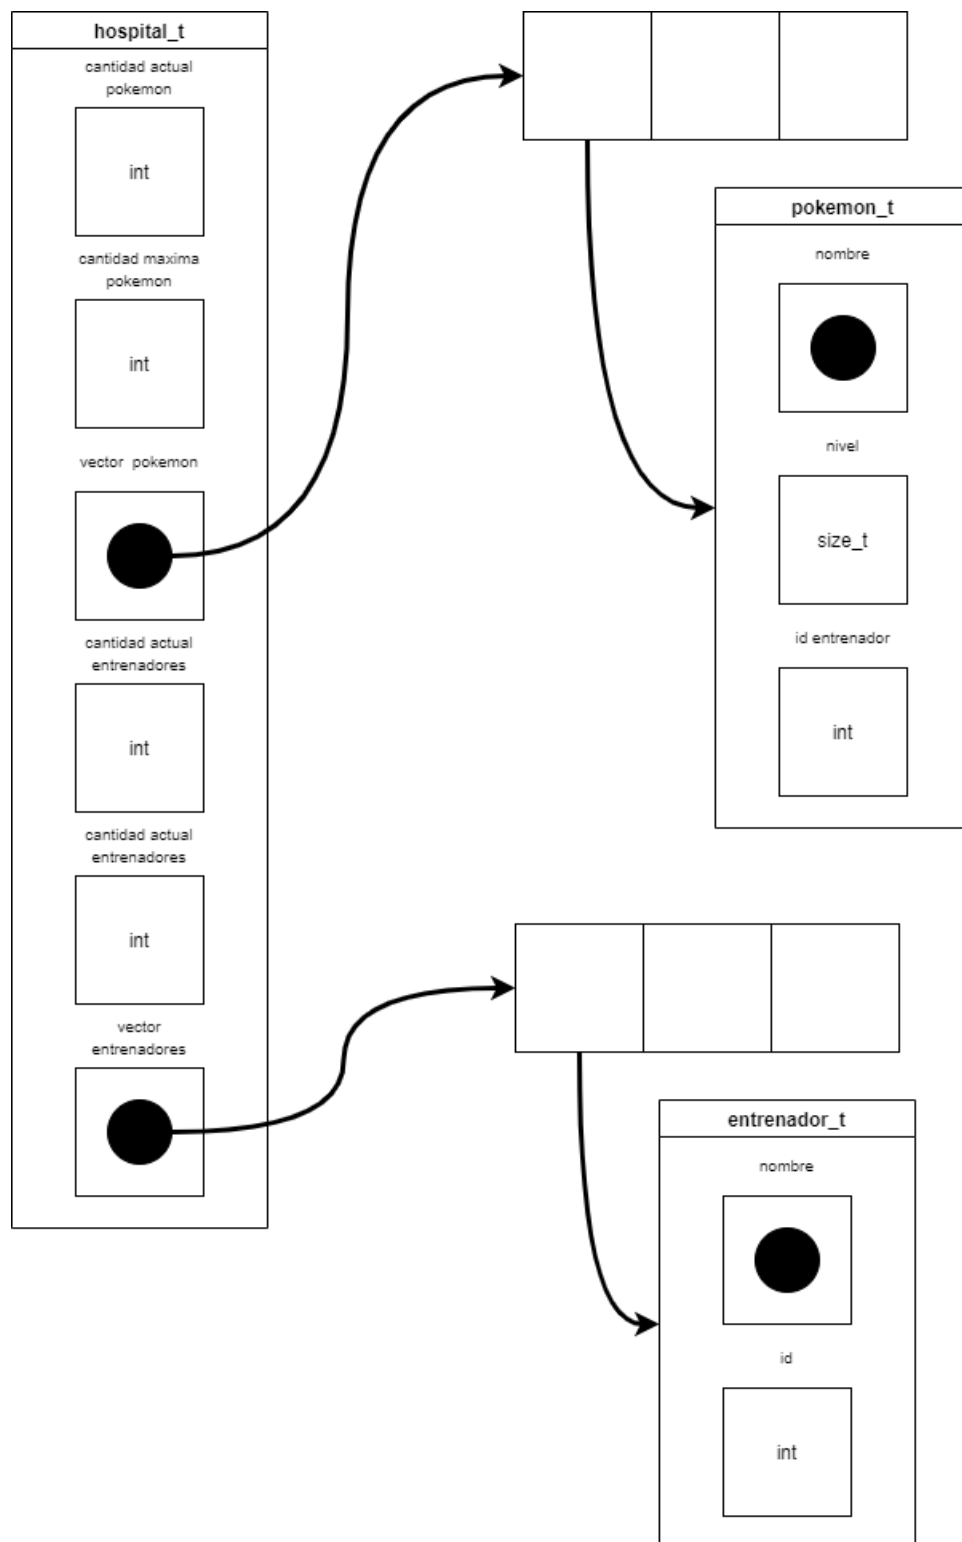 hospital_t
cantidad actual
pokemon
int
cantidad maxima
pokemon
int
vector pokemon
cantidad actual
entrenadores
int
cantidad actual
entrenadores
int
vector
entrenadores
pokemon_t
nombre
nivel
size_t
id entrenador
int
entrenador_t
nombre
id
int